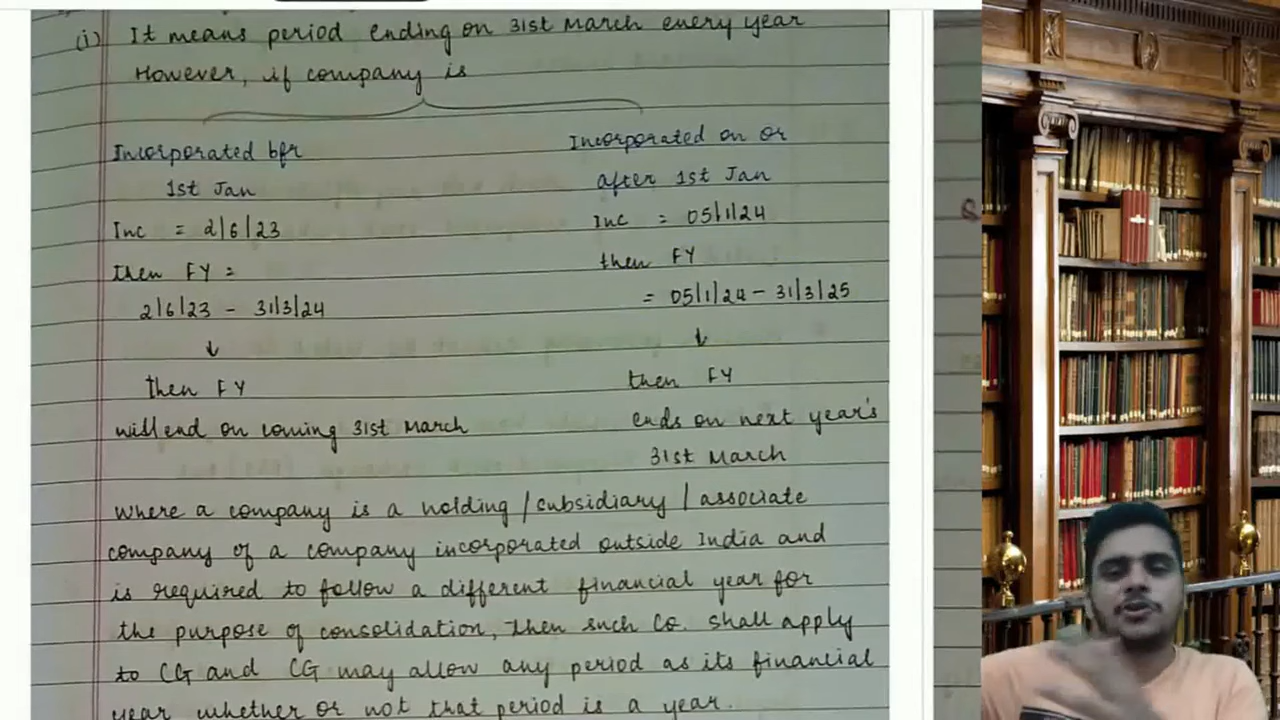 (i) It means period ending on 31st March every year
However, if company is
Incorporated bfr
1st Jan
Inc = 2/6/23
then FY =
2/6/23 - 31/3/24
↓
then FY
will end on coming 31st March
Incorporated on or
after 1st Jan
Inc = 05/1/24
then FY
= 05/1/24 - 31/3/25
↓
then FY
ends on next year's
31st March
where a company is a holding / subsidiary / associate
company of a company incorporated outside India and
is required to follow a different financial year for
the purpose of consolidation, then such Co. shall apply
to CG and CG may allow any period as its financial
year whether or not that period is a year.